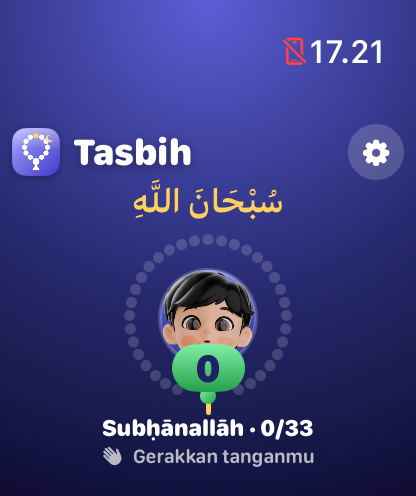 17.21
Tasbih
سُبْحَانَ اللَّهِ
0
Subḥānallāh · 0/33
Gerakkan tanganmu